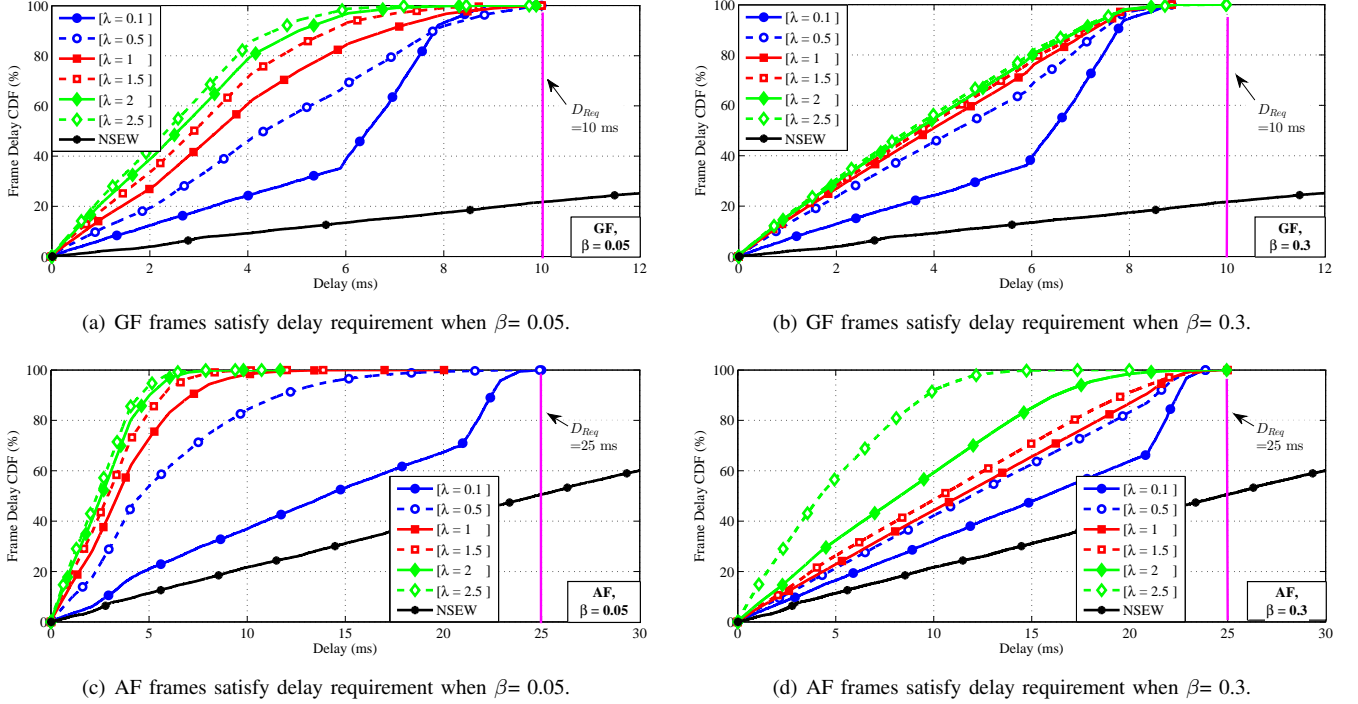 Frame Delay CDF (%)
100
80
60
40
20
0
[λ = 0.1 ]
[λ = 0.5 ]
[λ = 1 ]
[λ = 1.5 ]
[λ = 2 ]
[λ = 2.5 ]
NSEW
D_Req
=10 ms
GF,
β = 0.05
0 2 4 6 8 10 12
Delay (ms)
(a) GF frames satisfy delay requirement when β= 0.05.
Frame Delay CDF (%)
100
80
60
40
20
0
[λ = 0.1 ]
[λ = 0.5 ]
[λ = 1 ]
[λ = 1.5 ]
[λ = 2 ]
[λ = 2.5 ]
NSEW
D_Req
=10 ms
GF,
β = 0.3
0 2 4 6 8 10 12
Delay (ms)
(b) GF frames satisfy delay requirement when β= 0.3.
Frame Delay CDF (%)
100
80
60
40
20
0
D_Req
=25 ms
[λ = 0.1 ]
[λ = 0.5 ]
[λ = 1 ]
[λ = 1.5 ]
[λ = 2 ]
[λ = 2.5 ]
NSEW
AF,
β = 0.05
0 5 10 15 20 25 30
Delay (ms)
(c) AF frames satisfy delay requirement when β= 0.05.
Frame Delay CDF (%)
100
80
60
40
20
0
D_Req
=25 ms
[λ = 0.1 ]
[λ = 0.5 ]
[λ = 1 ]
[λ = 1.5 ]
[λ = 2 ]
[λ = 2.5 ]
NSEW
AF,
β = 0.3
0 5 10 15 20 25 30
Delay (ms)
(d) AF frames satisfy delay requirement when β= 0.3.